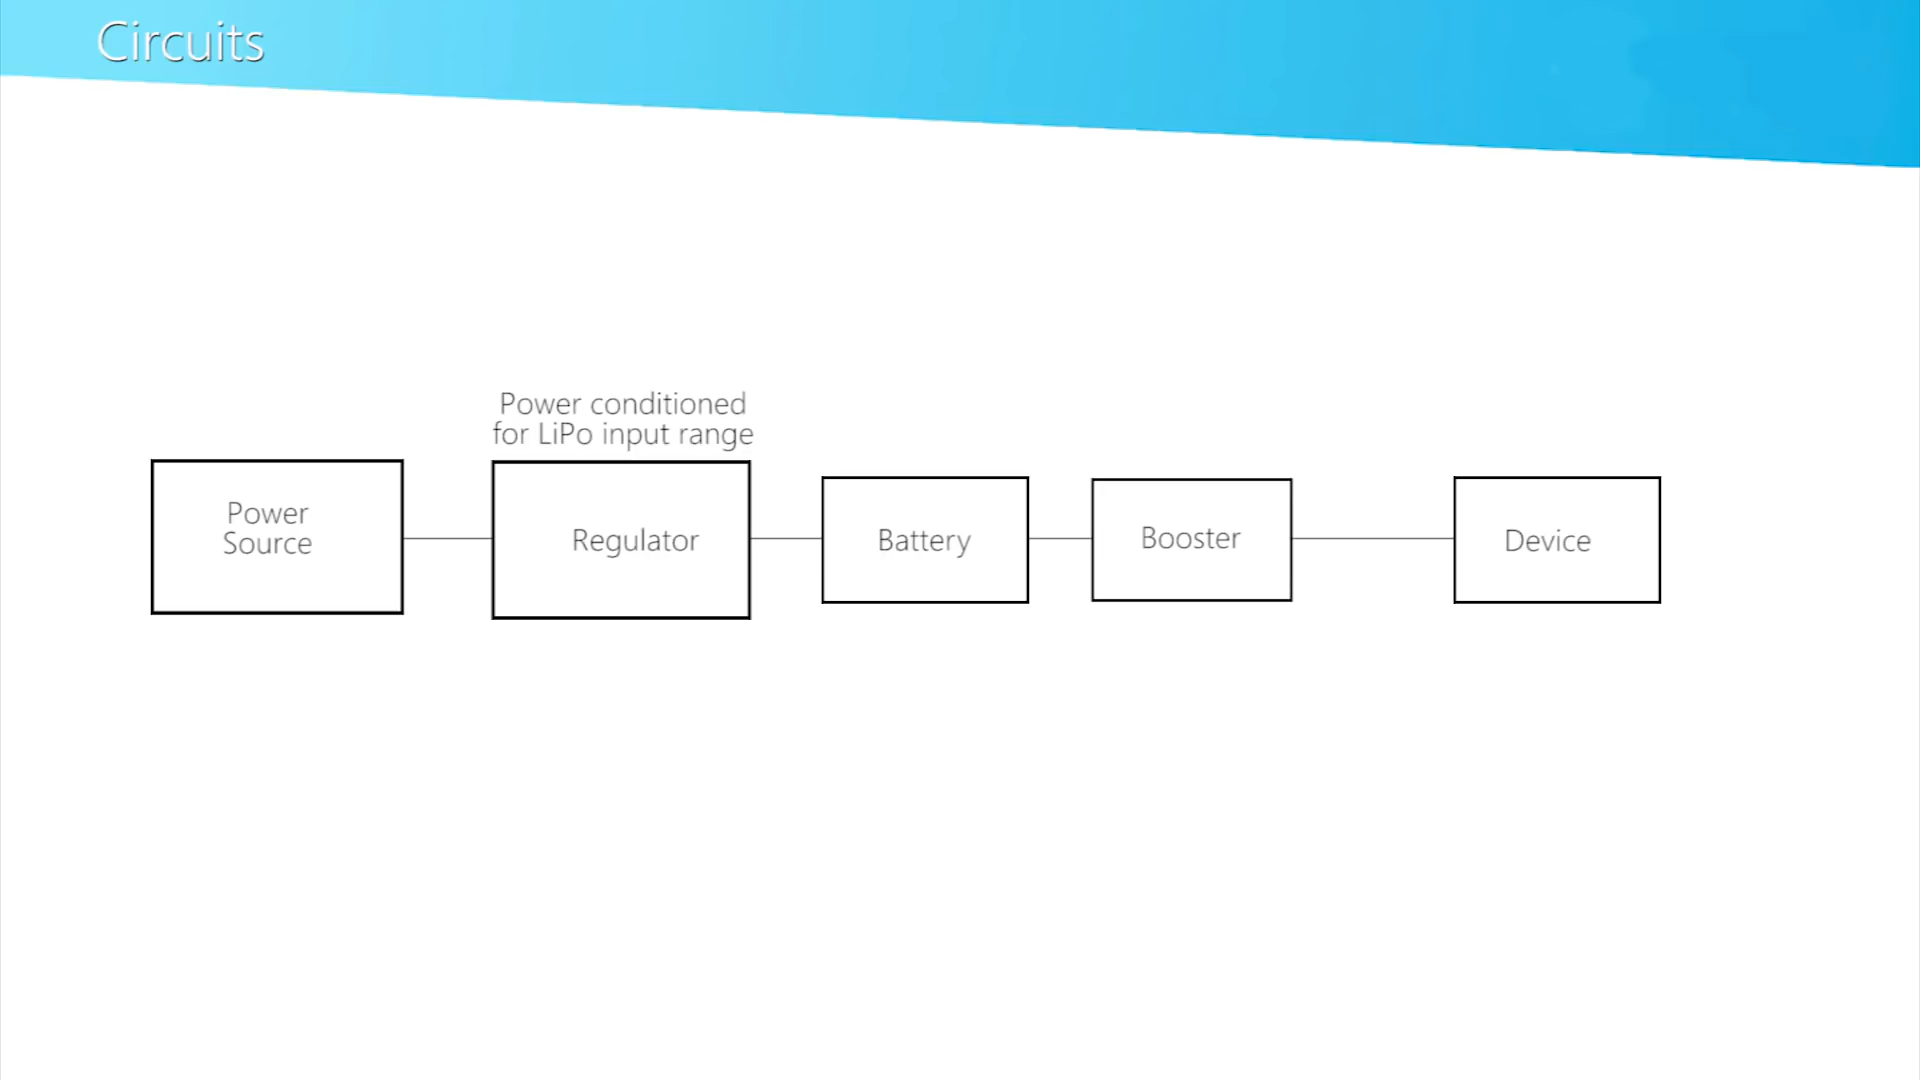 Circuits
Power conditioned
for LiPo input range
Power
Source
Regulator
Battery
Booster
Device